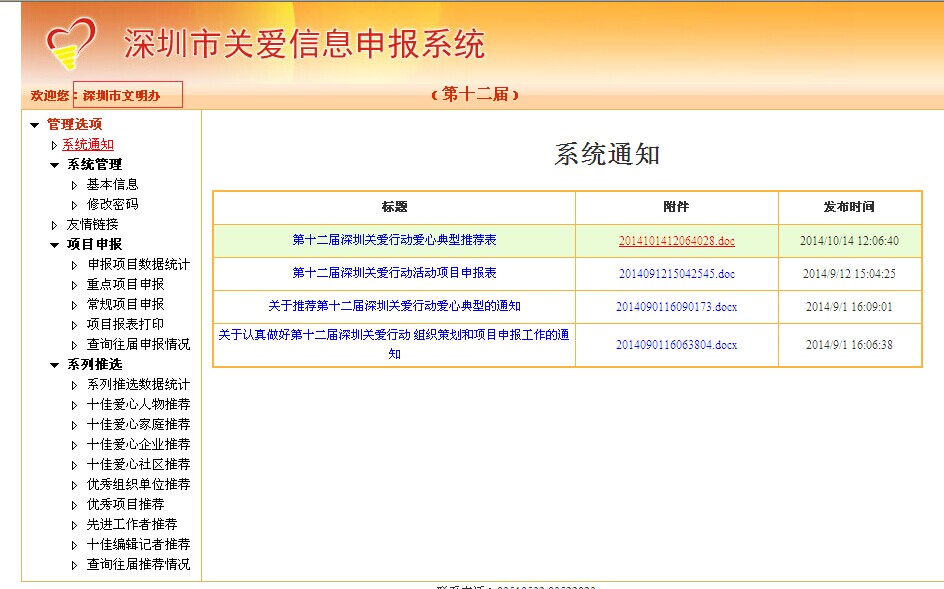 深圳市关爱信息申报系统
欢迎您：深圳市文明办
（第十二届）
管理选项
系统通知
系统管理
基本信息
修改密码
友情链接
项目申报
申报项目数据统计
重点项目申报
常规项目申报
项目报表打印
查询往届申报情况
系列推选
系列推选数据统计
十佳爱心人物推荐
十佳爱心家庭推荐
十佳爱心企业推荐
十佳爱心社区推荐
优秀组织单位推荐
优秀项目推荐
先进工作者推荐
十佳编辑记者推荐
查询往届推荐情况
系统通知
标题 附件 发布时间
第十二届深圳关爱行动爱心典型推荐表 2014101412064028.doc 2014/10/14 12:06:40
第十二届深圳关爱行动活动项目申报表 2014091215042545.doc 2014/9/12 15:04:25
关于推荐第十二届深圳关爱行动爱心典型的通知 2014090116090173.docx 2014/9/1 16:09:01
关于认真做好第十二届深圳关爱行动 组织策划和项目申报工作的通
知 2014090116063804.docx 2014/9/1 16:06:38